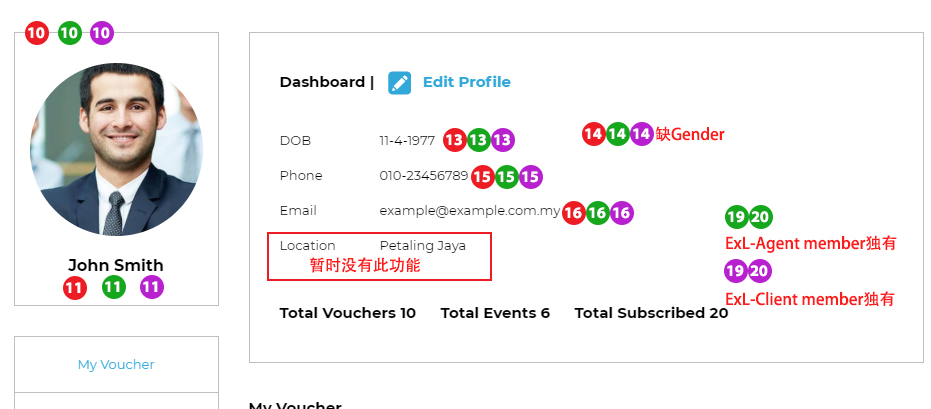 10 10 10
John Smith
11 11 11
My Voucher
Dashboard | Edit Profile
DOB 11-4-1977 13 13 13
14 14 14 缺Gender
Phone 010-23456789 15 15 15
Email example@example.com.my 16 16 16
Location Petaling Jaya
暂时没有此功能
19 20
ExL-Agent member独有
19 20
ExL-Client member独有
Total Vouchers 10 Total Events 6 Total Subscribed 20
My Voucher